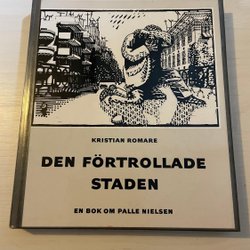 KRISTIAN ROMARE
DEN FÖRTROLLADE
STADEN
EN BOK OM PALLE NIELSEN